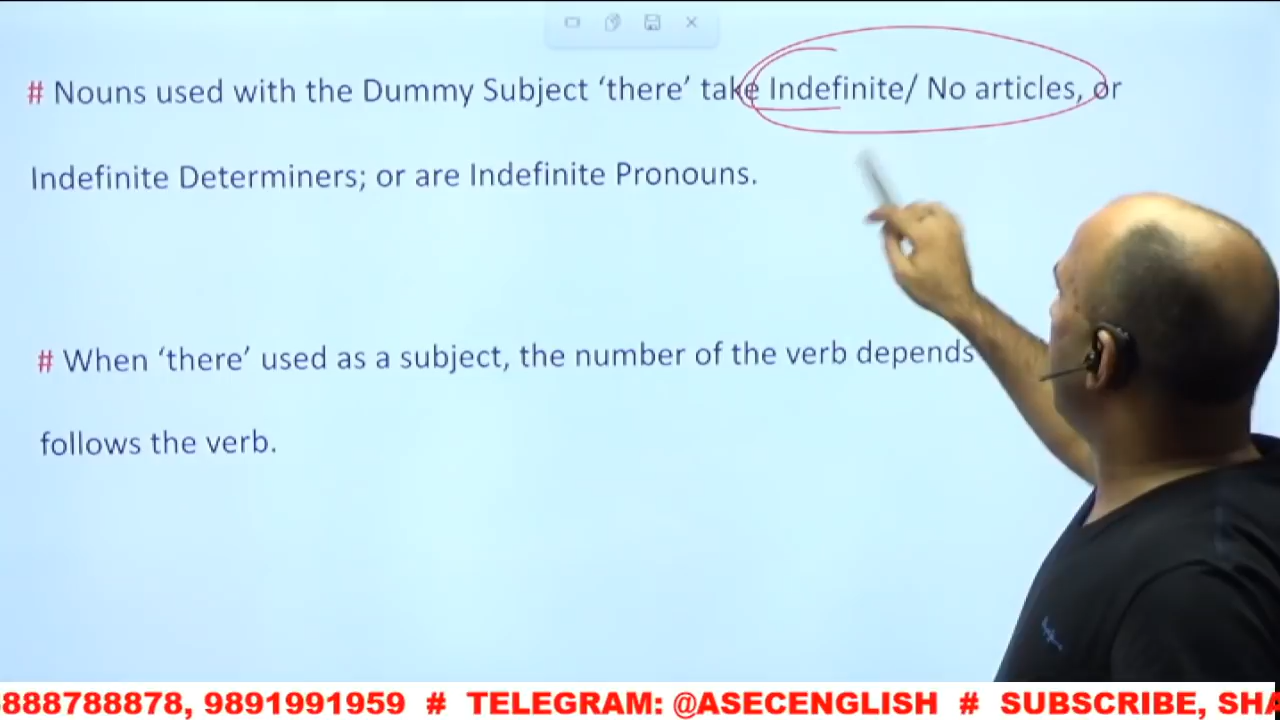 # Nouns used with the Dummy Subject ‘there’ take Indefinite/ No articles, or
Indefinite Determiners; or are Indefinite Pronouns.
# When ‘there’ used as a subject, the number of the verb depends
follows the verb.
888788878, 9891991959 # TELEGRAM: @ASECENGLISH # SUBSCRIBE, SHA